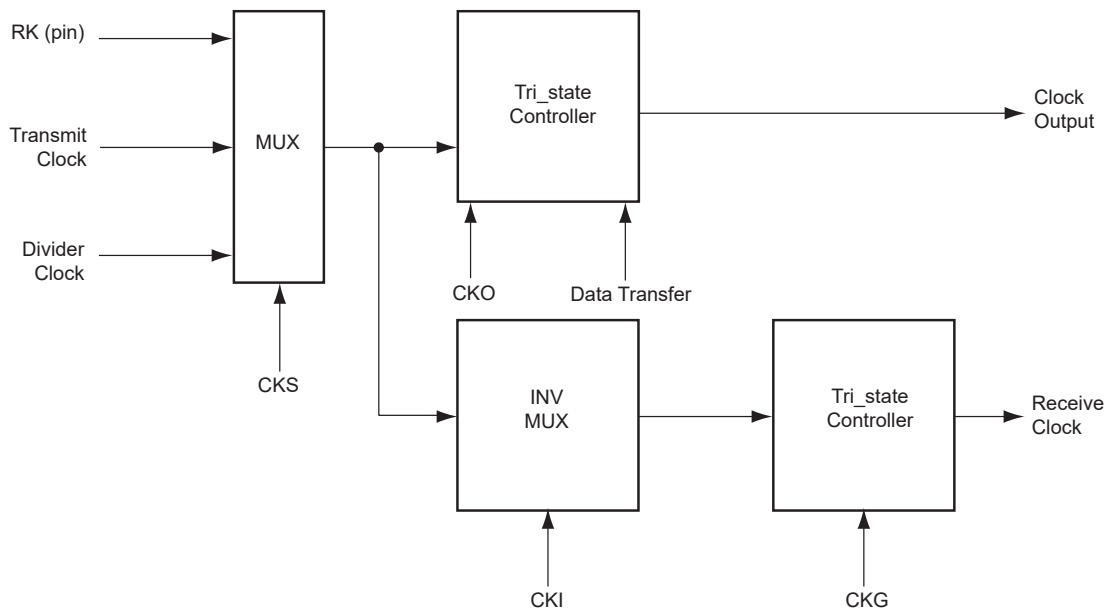 RK (pin)
Transmit
Clock
Divider
Clock
MUX
CKS
Tri_state
Controller
CKO
Data Transfer
Clock
Output
INV
MUX
CKI
Tri_state
Controller
CKG
Receive
Clock